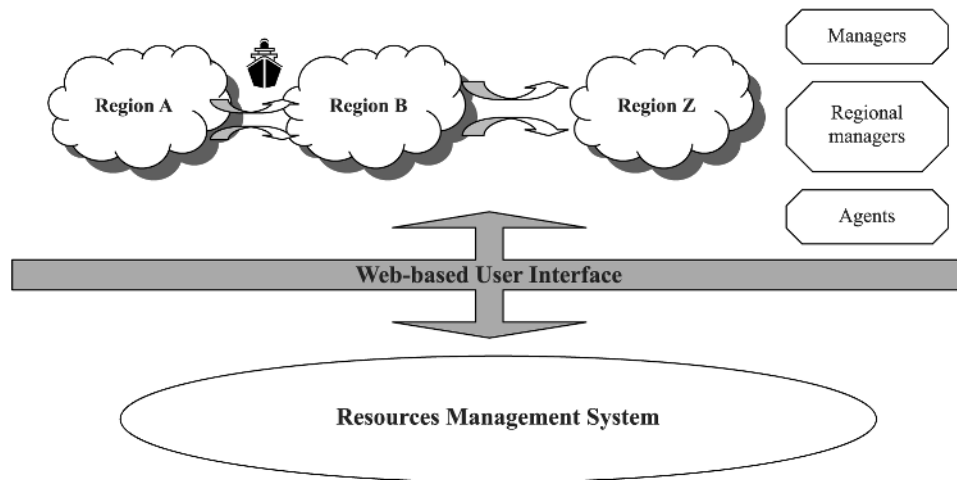 Managers
Region A
Region B
Region Z
Regional
managers
Agents
Web-based User Interface
Resources Management System